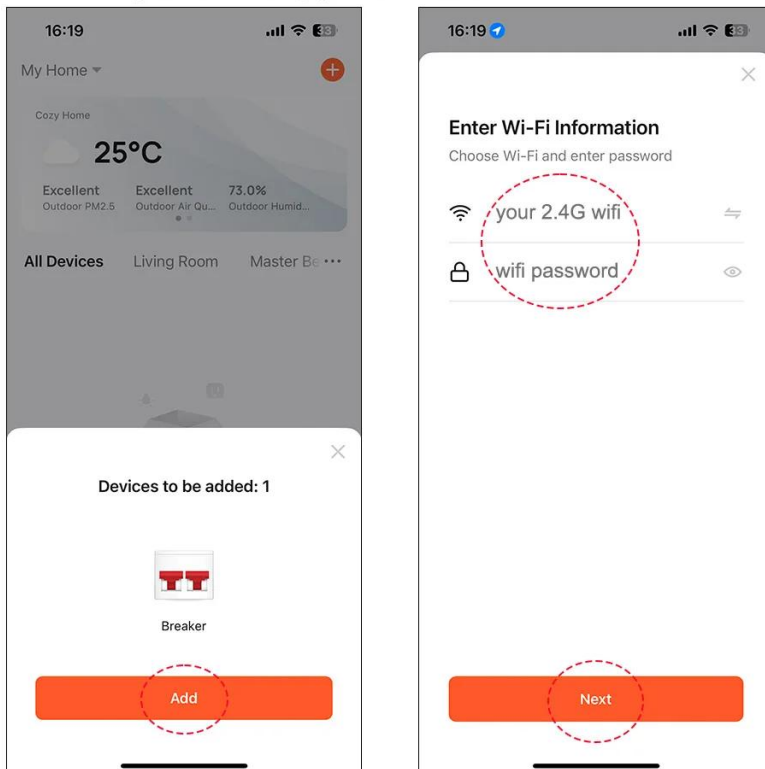 16:19
33
My Home
Cozy Home
25°C
Excellent Excellent 73.0%
Outdoor PM2.5 Outdoor Air Qu... Outdoor Humid...
All Devices Living Room Master Be ...
Devices to be added: 1
Breaker
Add
16:19
33
Enter Wi-Fi Information
Choose Wi-Fi and enter password
your 2.4G wifi
wifi password
Next